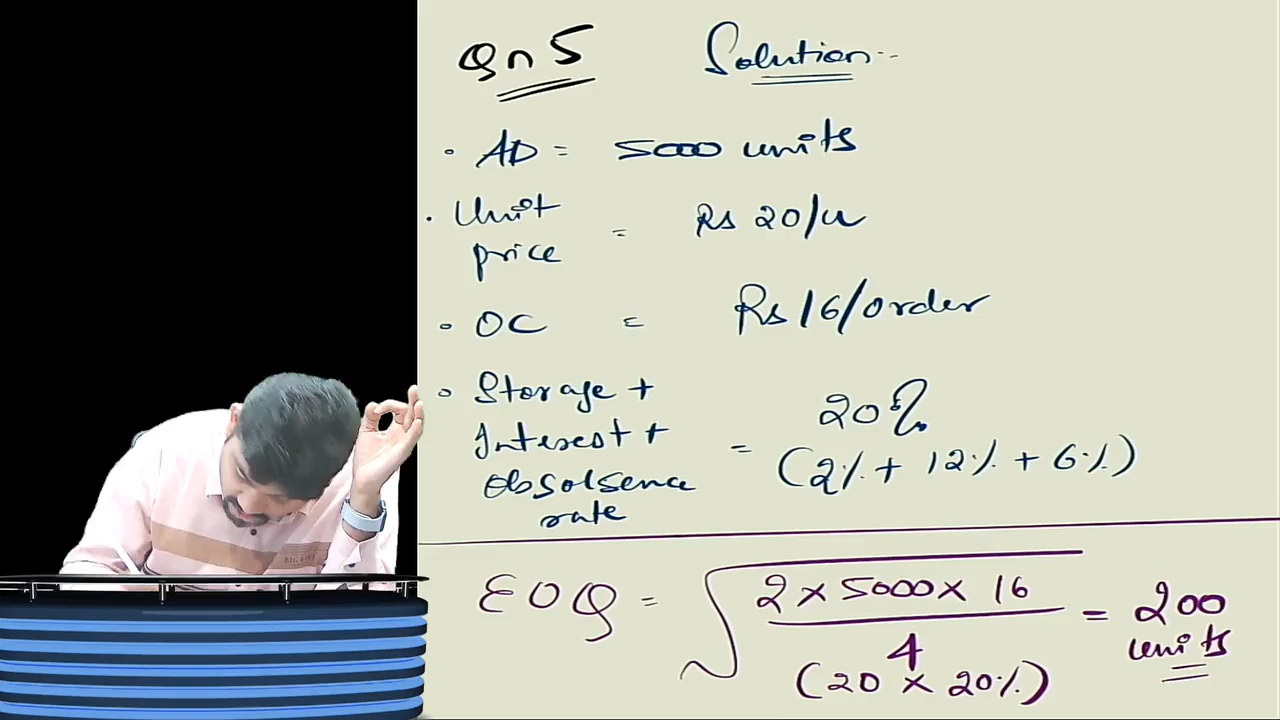 Qn 5 Solution:-
• AD = 5000 units
• Unit price = Rs 20/u
• OC = Rs 16/order
• Storage + Interest + obsolsence rate = 20% (2% + 12% + 6%)
EOQ = √ 2 × 5000 × 16 / 4 (20 × 20%) = 200 units